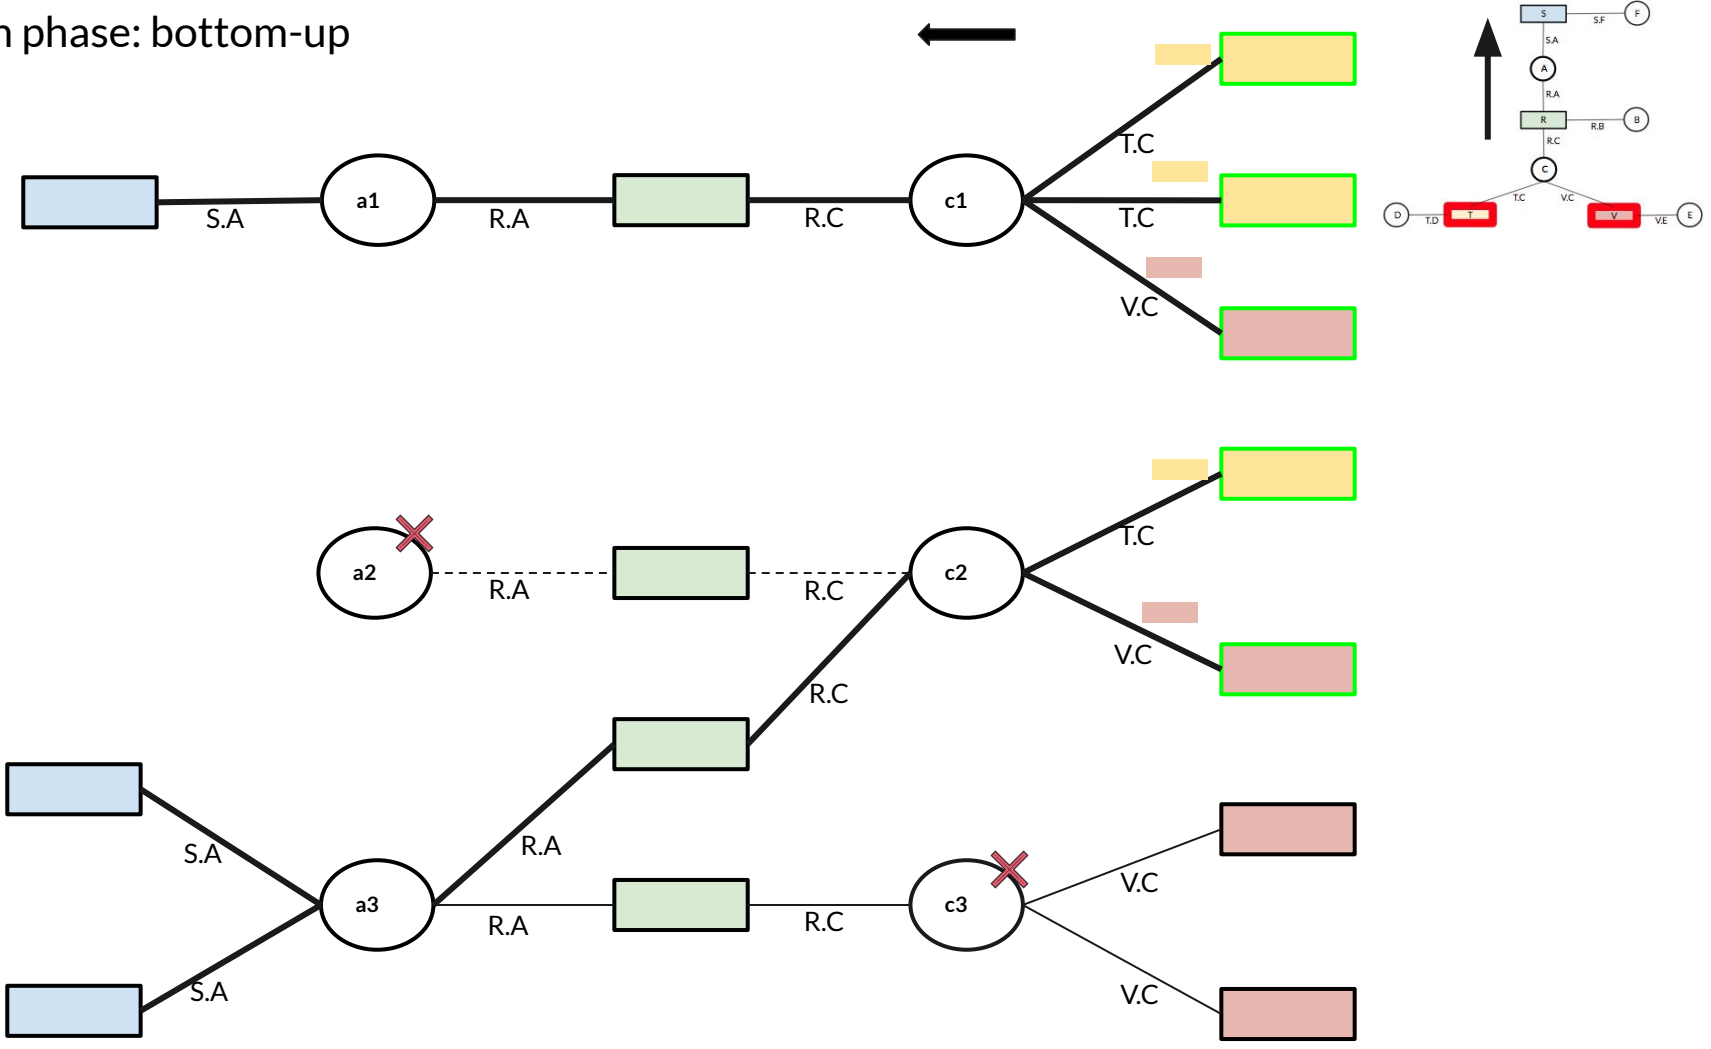 n phase: bottom-up
S
S.F
F
S.A
A
R.A
R
R.B
B
R.C
C
T.C
V.C
D
T.D
T
V
V.E
E
T.C
a1
c1
S.A
R.A
R.C
T.C
V.C
T.C
a2
c2
R.A
R.C
V.C
R.C
S.A
R.A
V.C
a3
c3
R.A
R.C
S.A
V.C